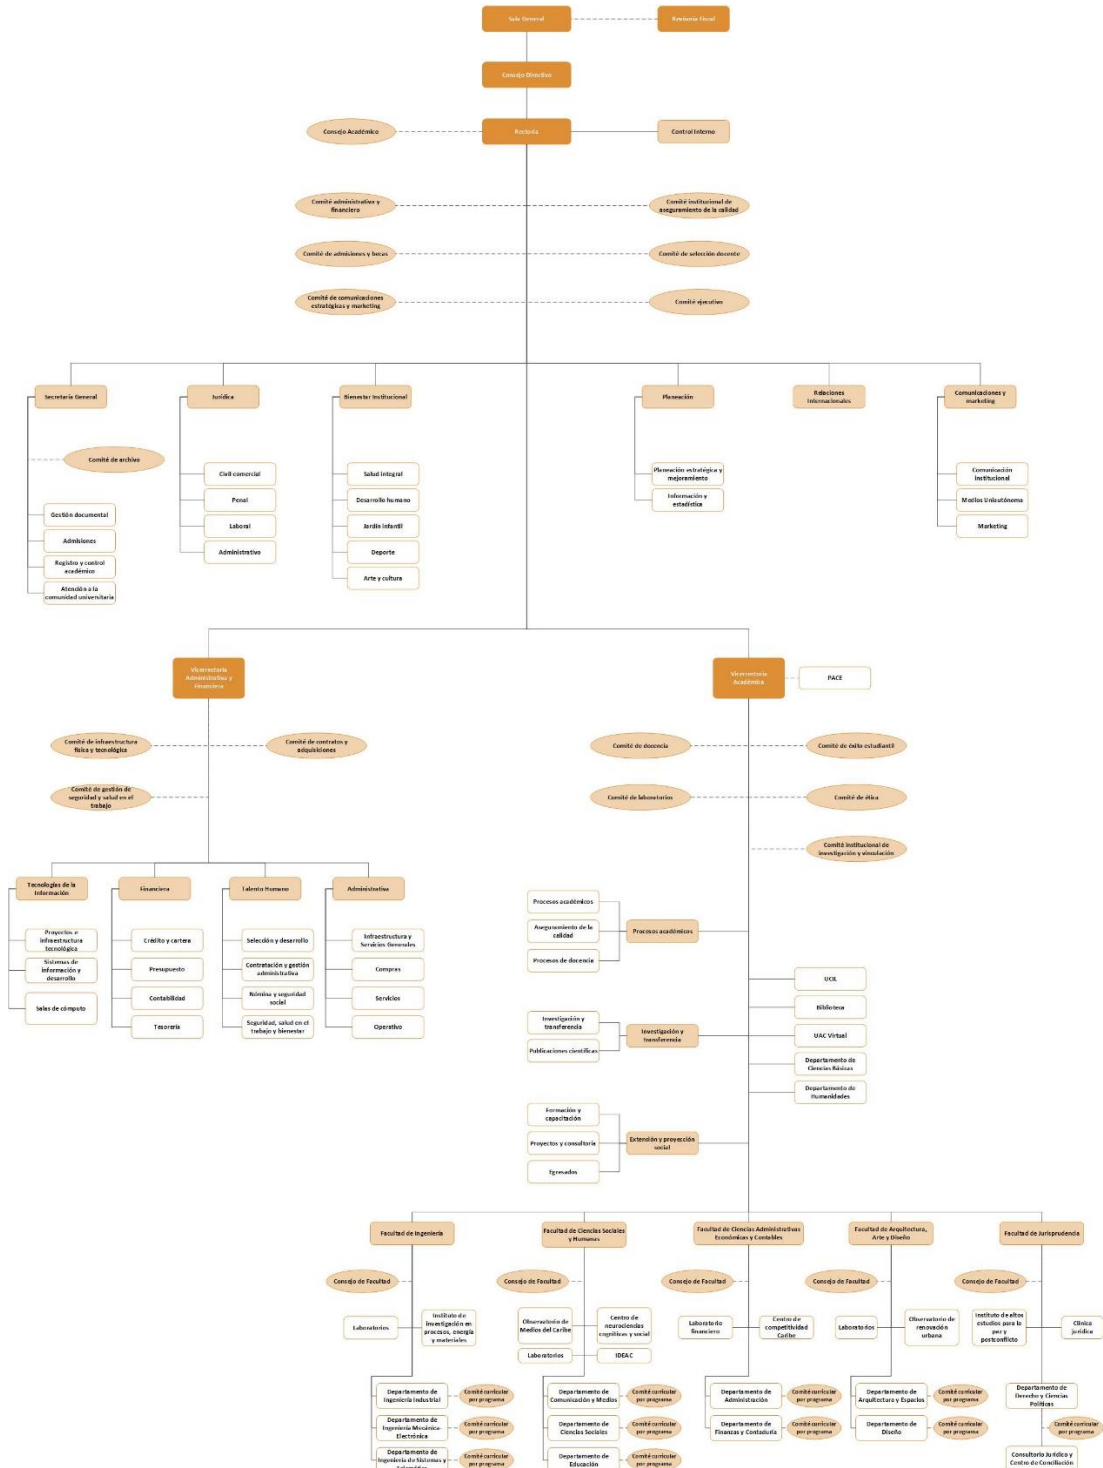 Sala General
Revisoría Fiscal
Consejo Directivo
Consejo Académico
Rectoría
Control Interno
Comité administrativo y
financiero
Comité institucional de
aseguramiento de la calidad
Comité de admisiones y becas
Comité de selección docente
Comité de comunicaciones
estratégicas y marketing
Comité ejecutivo
Secretaría General
Jurídica
Bienestar Institucional
Planeación
Relaciones
Internacionales
Comunicaciones y
marketing
Comité de archivo
Gestión documental
Admisiones
Registro y control
académico
Atención a la
comunidad universitaria
Civil comercial
Penal
Laboral
Administrativo
Salud integral
Desarrollo humano
Jardín infantil
Deporte
Arte y cultura
Planeación estratégica y
mejoramiento
Información y
estadística
Comunicación
institucional
Medios Uniautónoma
Marketing
Vicerrectoría
Administrativa y
Financiera
Vicerrectoría
Académica
PACE
Comité de infraestructura
física y tecnológica
Comité de contratos y
adquisiciones
Comité de gestión de
seguridad y salud en el
trabajo
Comité de docencia
Comité de éxito estudiantil
Comité de laboratorios
Comité de ética
Comité institucional de
investigación y vinculación
Tecnologías de la
Información
Financiera
Talento Humano
Administrativa
Proyectos e
infraestructura
tecnológica
Sistemas de
información y
desarrollo
Salas de cómputo
Crédito y cartera
Presupuesto
Contabilidad
Tesorería
Selección y desarrollo
Contratación y gestión
administrativa
Nómina y seguridad
social
Seguridad, salud en el
trabajo y bienestar
Infraestructura y
Servicios Generales
Compras
Servicios
Operativo
Procesos académicos
Aseguramiento de la
calidad
Procesos de docencia
Procesos académicos
Investigación y
transferencia
Publicaciones científicas
Investigación y
transferencia
Formación y
capacitación
Proyectos y consultoría
Egresados
Extensión y proyección
social
UCIL
Biblioteca
UAC Virtual
Departamento de
Ciencias Básicas
Departamento de
Humanidades
Facultad de Ingeniería
Facultad de Ciencias Sociales
y Humanas
Facultad de Ciencias Administrativas
Económicas y Contables
Facultad de Arquitectura,
Arte y Diseño
Facultad de Jurisprudencia
Consejo de Facultad
Consejo de Facultad
Consejo de Facultad
Consejo de Facultad
Consejo de Facultad
Laboratorios
Instituto de
investigación en
procesos, energía
y materiales
Observatorio de
Medios del Caribe
Centro de
neurociencias
cognitivas y social
Laboratorios
IDEAC
Laboratorio
financiero
Centro de
competitividad
Caribe
Laboratorios
Observatorio de
renovación
urbana
Instituto de altos
estudios para la
paz y
postconflicto
Clínica
jurídica
Departamento de
Ingeniería Industrial
Comité curricular
por programa
Departamento de
Ingeniería Mecánica-
Electrónica
Comité curricular
por programa
Departamento de
Ingeniería de Sistemas y
Comité curricular
por programa
Departamento de
Comunicación y Medios
Comité curricular
por programa
Departamento de
Ciencias Sociales
Comité curricular
por programa
Departamento de
Educación
Comité curricular
por programa
Departamento de
Administración
Comité curricular
por programa
Departamento de
Finanzas y Contaduría
Comité curricular
por programa
Departamento de
Arquitectura y Espacios
Comité curricular
por programa
Departamento de
Diseño
Comité curricular
por programa
Departamento de
Derecho y Ciencias
Políticas
Comité curricular
por programa
Consultorio Jurídico y
Centro de Conciliación